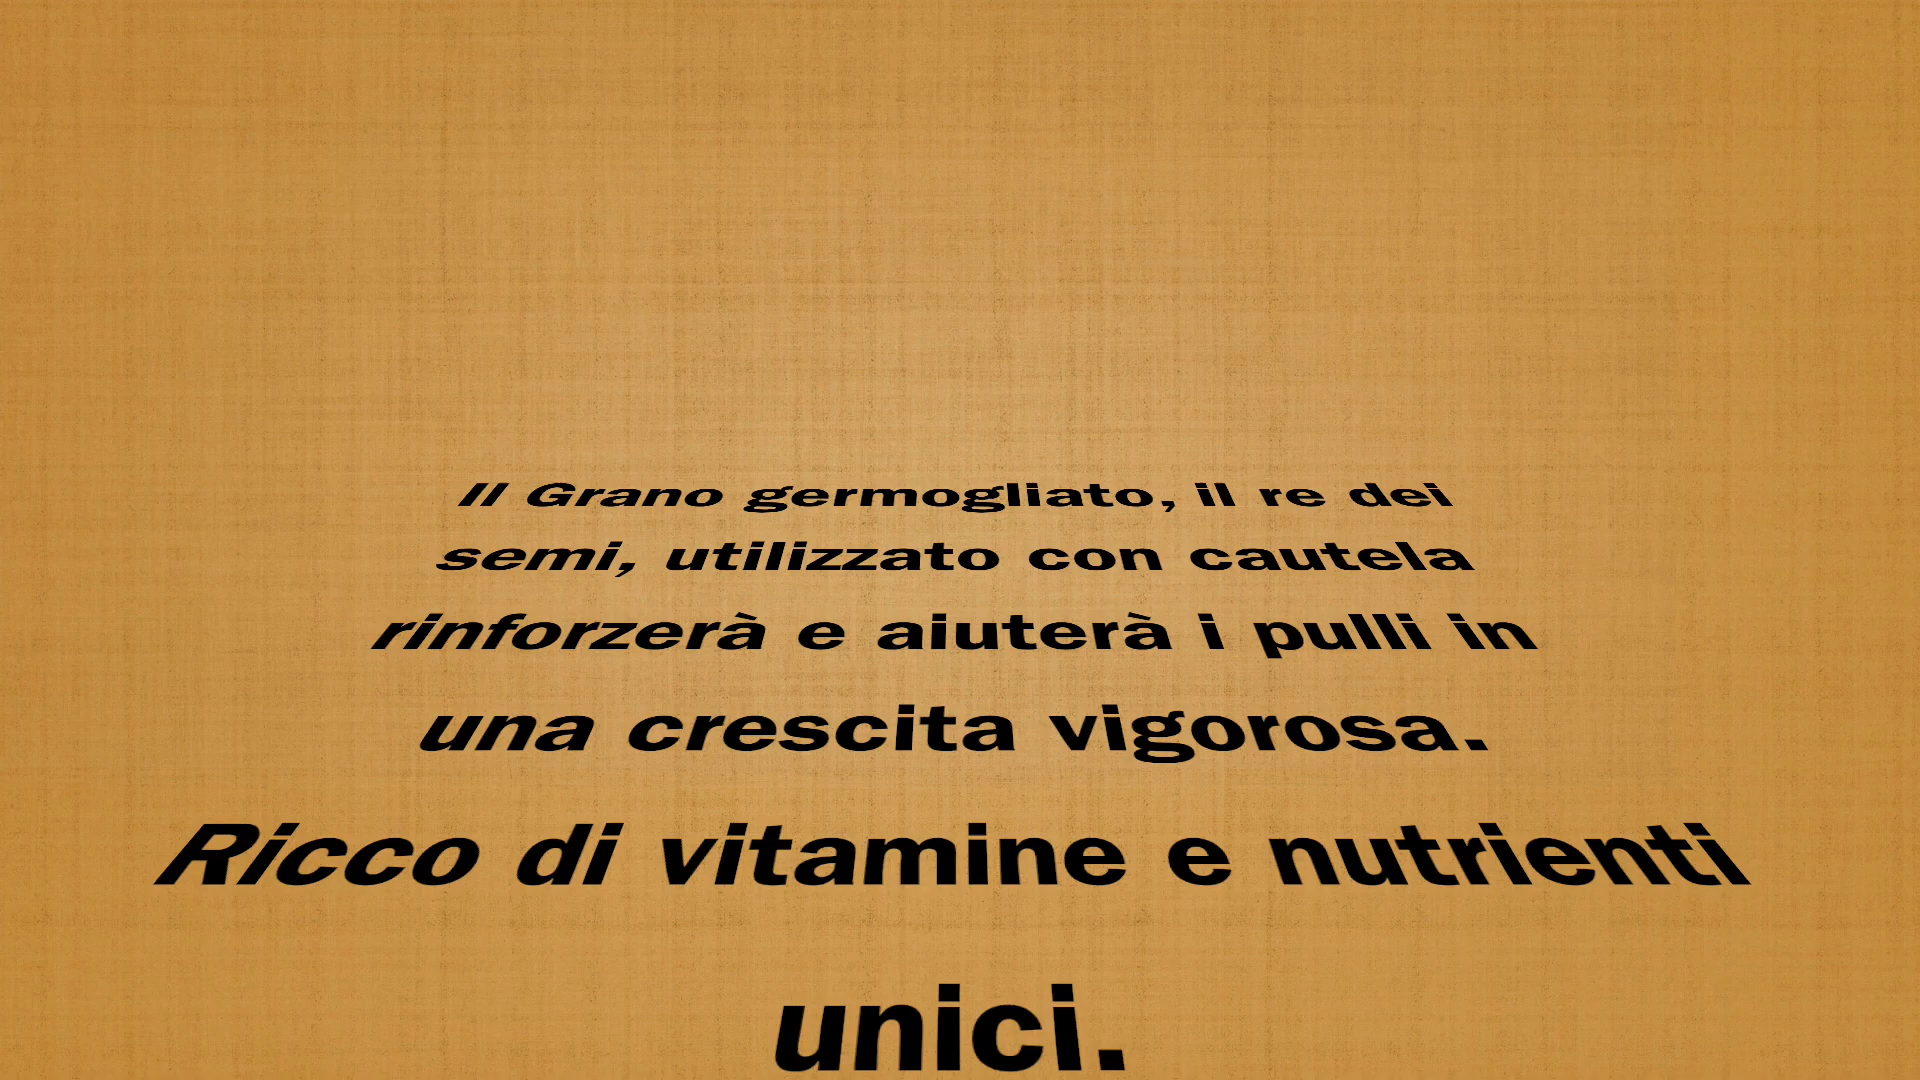 Il Grano germogliato, il re dei
semi, utilizzato con cautela
rinforzerà e aiuterà i pulli in
una crescita vigorosa.
Ricco di vitamine e nutrienti
unici.